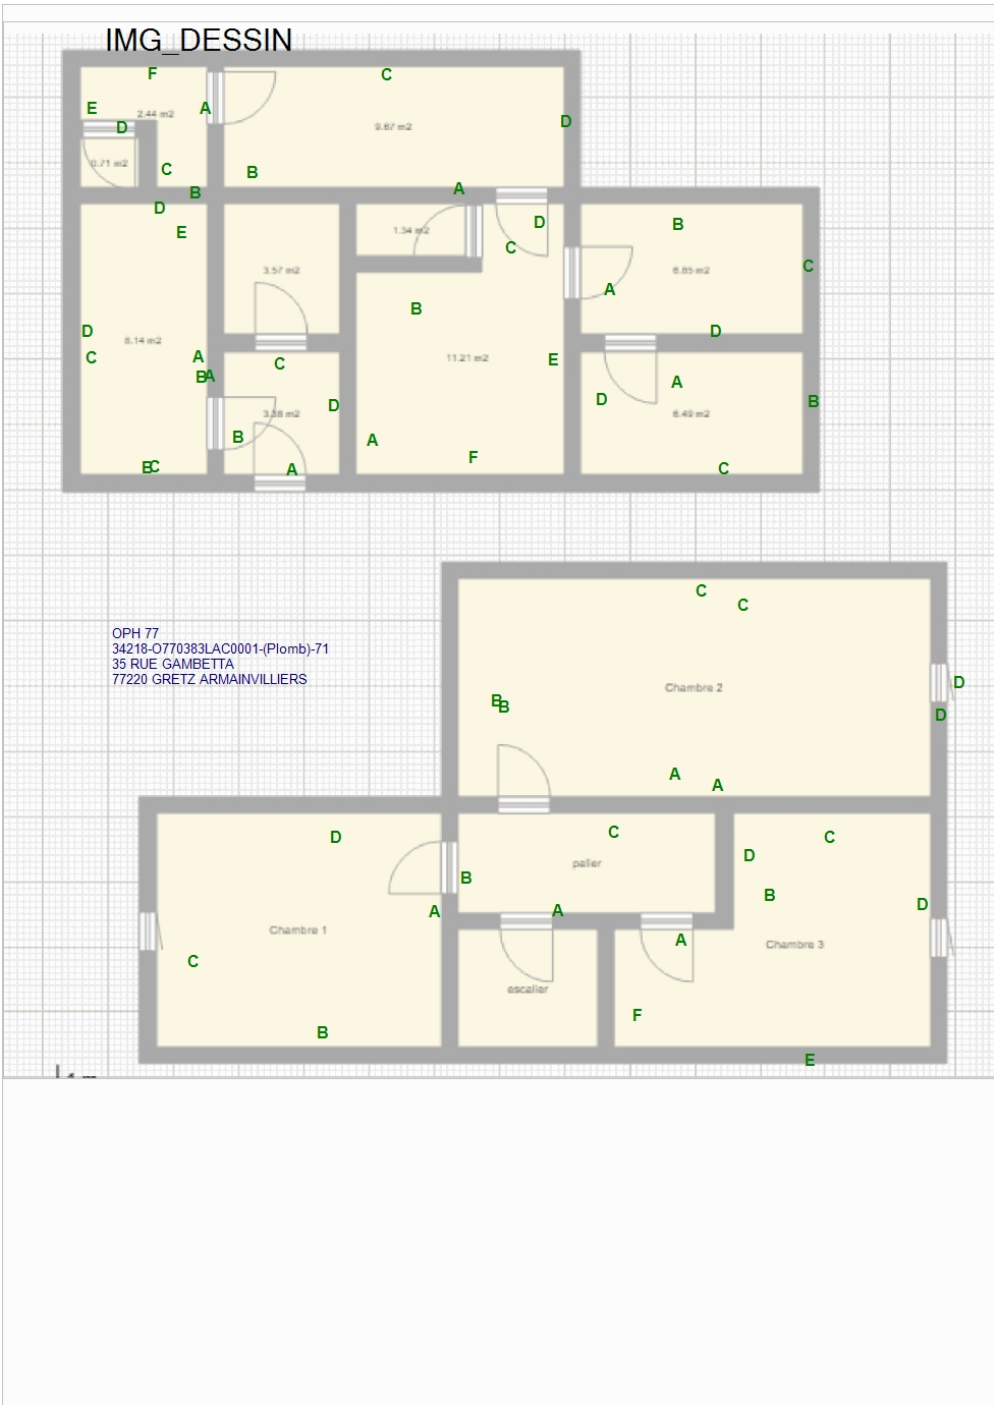 IMG_DESSIN
F
C
E
A
2.44 m2
D
9.67 m2
D
0.71 m2
C
B
B
A
D
E
D
C
B
1.34 m2
3.57 m2
A
6.85 m2
C
B
D
8.14 m2
C
A
B
A
C
11.21 m2
E
D
D
A
6.49 m2
B
D
3.38 m2
B
A
A
F
B
C
C
OPH 77
34218-O770383LAC0001-(Plomb)-71
35 RUE GAMBETTA
77220 GRETZ ARMAINVILLIERS
C
C
Chambre 2
D
D
B
B
A
A
D
C
C
palier
D
B
B
A
A
D
Chambre 1
A
Chambre 3
C
escalier
F
B
E